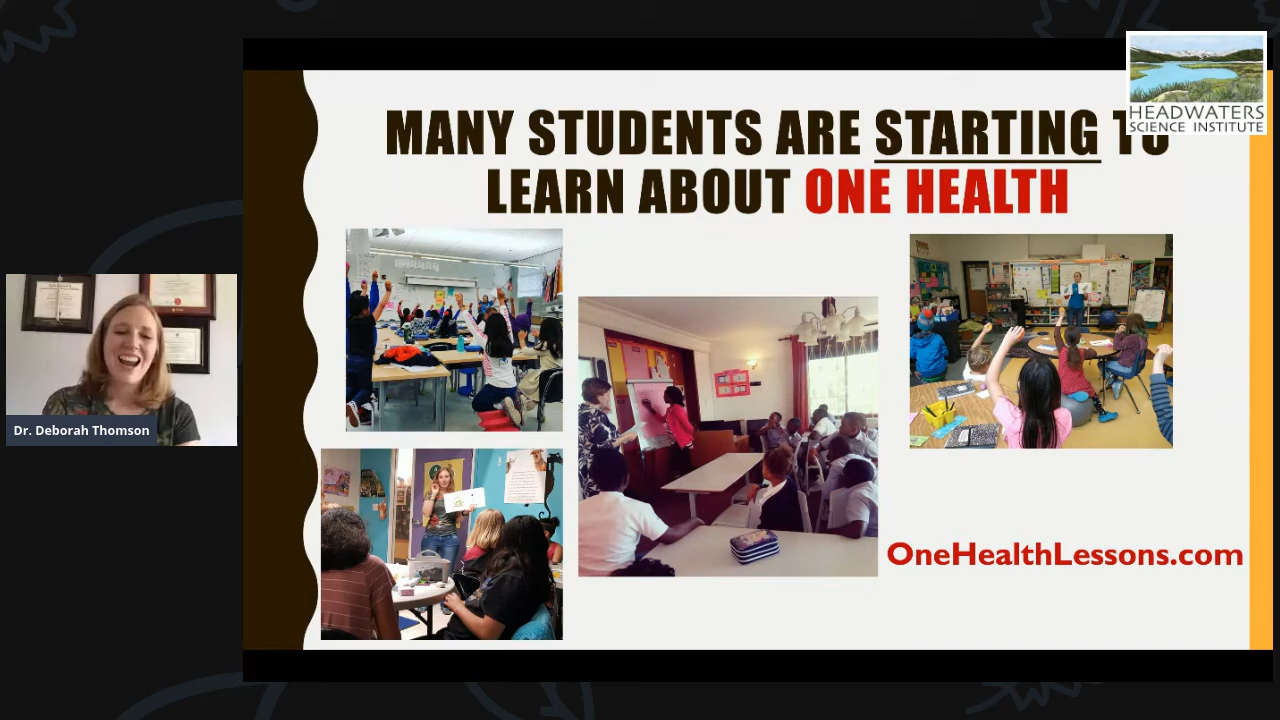 MANY STUDENTS ARE STARTING TO
LEARN ABOUT ONE HEALTH
HEADWATERS
SCIENCE INSTITUTE
Dr. Deborah Thomson
OneHealthLessons.com